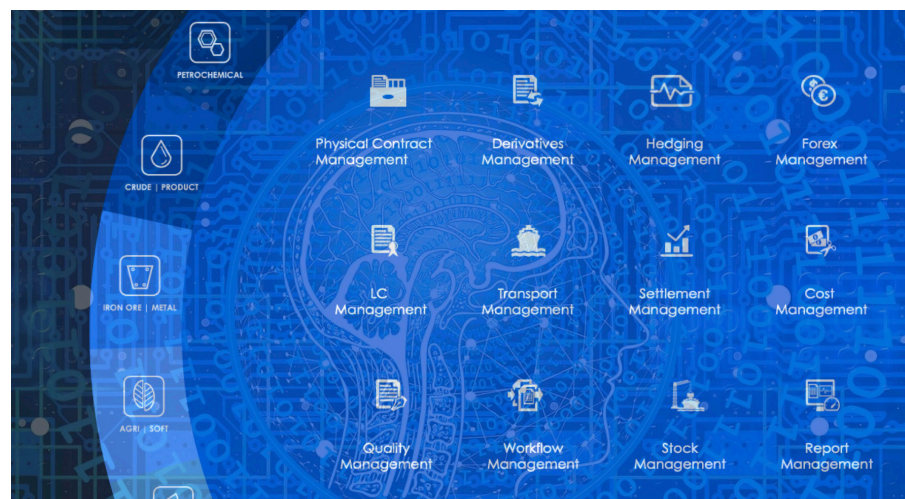 PETROCHEMICAL
CRUDE | PRODUCT
IRON ORE | METAL
AGRI | SOFT
Physical Contract
Management
Derivatives
Management
Hedging
Management
Forex
Management
LC
Management
Transport
Management
Settlement
Management
Cost
Management
Quality
Management
Workflow
Management
Stock
Management
Report
Management